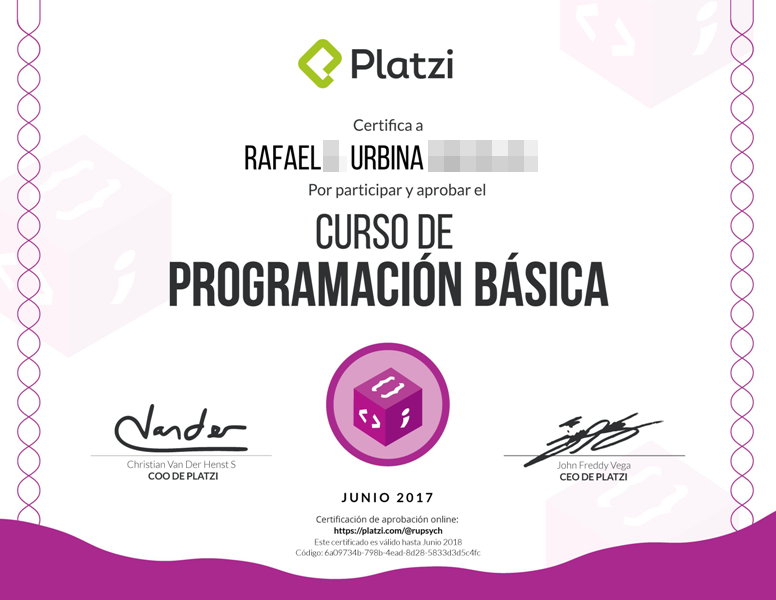 Platzi
Certifica a
RAFAEL URBINA
Por participar y aprobar el
CURSO DE
PROGRAMACIÓN BÁSICA
Vander
Christian Van Der Henst S
COO DE PLATZI
John Freddy Vega
CEO DE PLATZI
JUNIO 2017
Certificación de aprobación online:
https://platzi.com/@rupsych
Este certificado es válido hasta Junio 2018
Código: 6a09734b-798b-4ead-8d28-5833d3d5c4fc